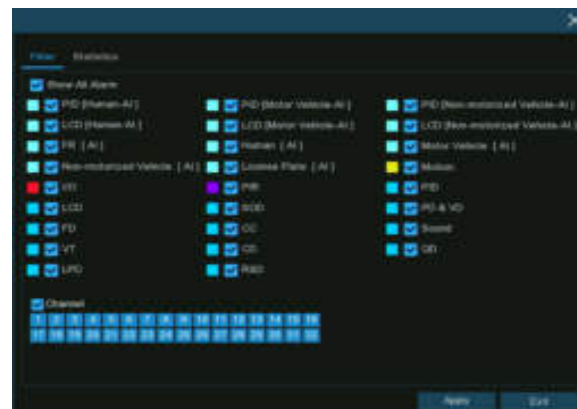 Filter Statistics
Show All Alarm
PID [Human-AI] PID [Motor Vehicle-AI] PID [Non-motorized Vehicle-AI]
LCD [Human-AI] LCD [Motor Vehicle-AI] LCD [Non-motorized Vehicle-AI]
FR [AI] Human [AI] Motor Vehicle [AI]
Non-motorized Vehicle [AI] License Plate [AI] Motion
I/O PIR PID
LCD SOD PD & VD
FD CC Sound
VT CD QD
LPD RSD
Channel
1 2 3 4 5 6 7 8 9 10 11 12 13 14 15 16
17 18 19 20 21 22 23 24 25 26 27 28 29 30 31 32
Apply Exit